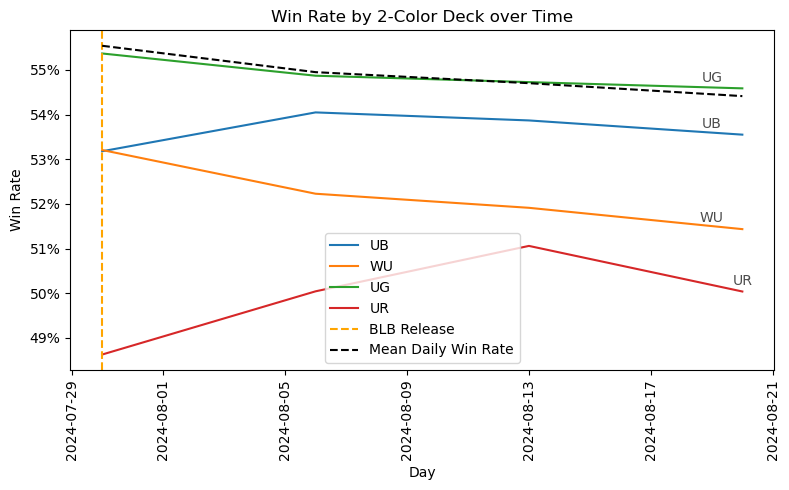 Win Rate by 2-Color Deck over Time
Win Rate
55%
54%
53%
52%
51%
50%
49%
UG
UB
WU
UR
UB
WU
UG
UR
BLB Release
Mean Daily Win Rate
2024-07-29
2024-08-01
2024-08-05
2024-08-09
2024-08-13
2024-08-17
2024-08-21
Day